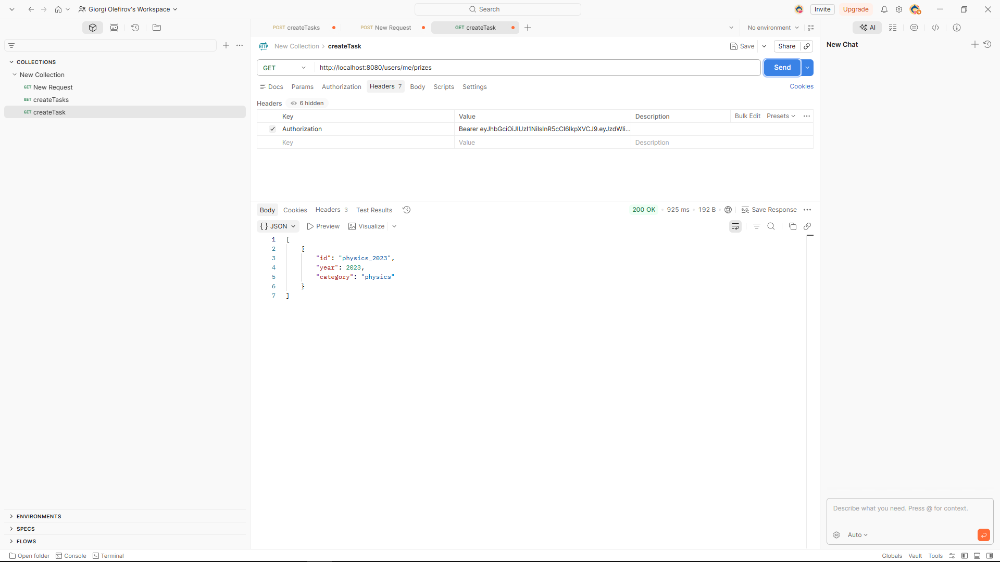 Giorgi Olefirov's Workspace
Search
Invite
Upgrade
POST createTasks
POST New Request
GET createTask
No environment
AI
New Collection › createTask
Save
Share
New Chat
COLLECTIONS
New Collection
GET New Request
GET createTasks
GET createTask
GET
http://localhost:8080/users/me/prizes
Send
Docs
Params
Authorization
Headers 7
Body
Scripts
Settings
Cookies
Headers
6 hidden
Key
Value
Description
Bulk Edit
Presets
Authorization
Bearer eyJhbGciOiJIUzI1NiIsInR5cCI6IkpXVCJ9.eyJzdWIi...
Key
Value
Description
Body
Cookies
Headers 3
Test Results
200 OK
925 ms
192 B
e.g. Save Response
{} JSON
Preview
Visualize
1 [
2 {
3 "id": "physics_2023",
4 "year": 2023,
5 "category": "physics"
6 }
7 ]
ENVIRONMENTS
SPECS
FLOWS
Describe what you need. Press @ for context.
Auto
Open folder
Console
Terminal
Globals
Vault
Tools